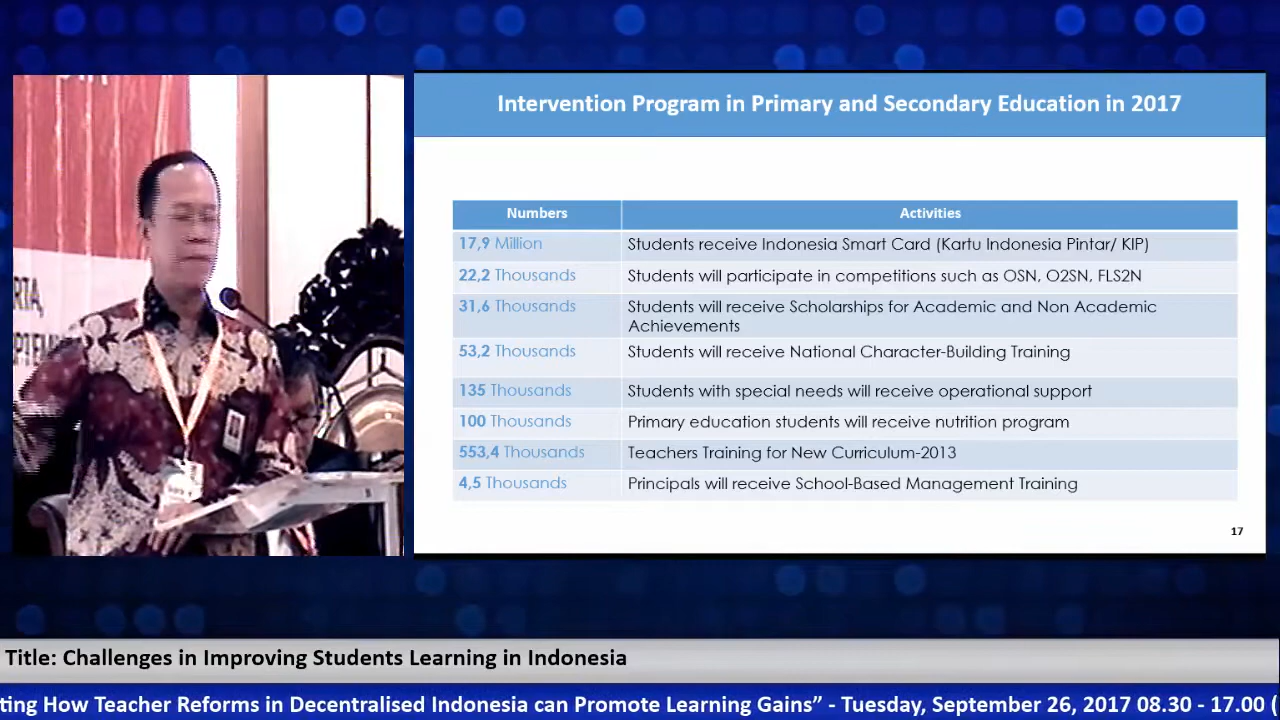 Intervention Program in Primary and Secondary Education in 2017
Numbers Activities
17,9 Million Students receive Indonesia Smart Card (Kartu Indonesia Pintar/ KIP)
22,2 Thousands Students will participate in competitions such as OSN, O2SN, FLS2N
31,6 Thousands Students will receive Scholarships for Academic and Non Academic
Achievements
53,2 Thousands Students will receive National Character-Building Training
135 Thousands Students with special needs will receive operational support
100 Thousands Primary education students will receive nutrition program
553,4 Thousands Teachers Training for New Curriculum-2013
4,5 Thousands Principals will receive School-Based Management Training
17
Title: Challenges in Improving Students Learning in Indonesia
ting How Teacher Reforms in Decentralised Indonesia can Promote Learning Gains” - Tuesday, September 26, 2017 08.30 - 17.00 (